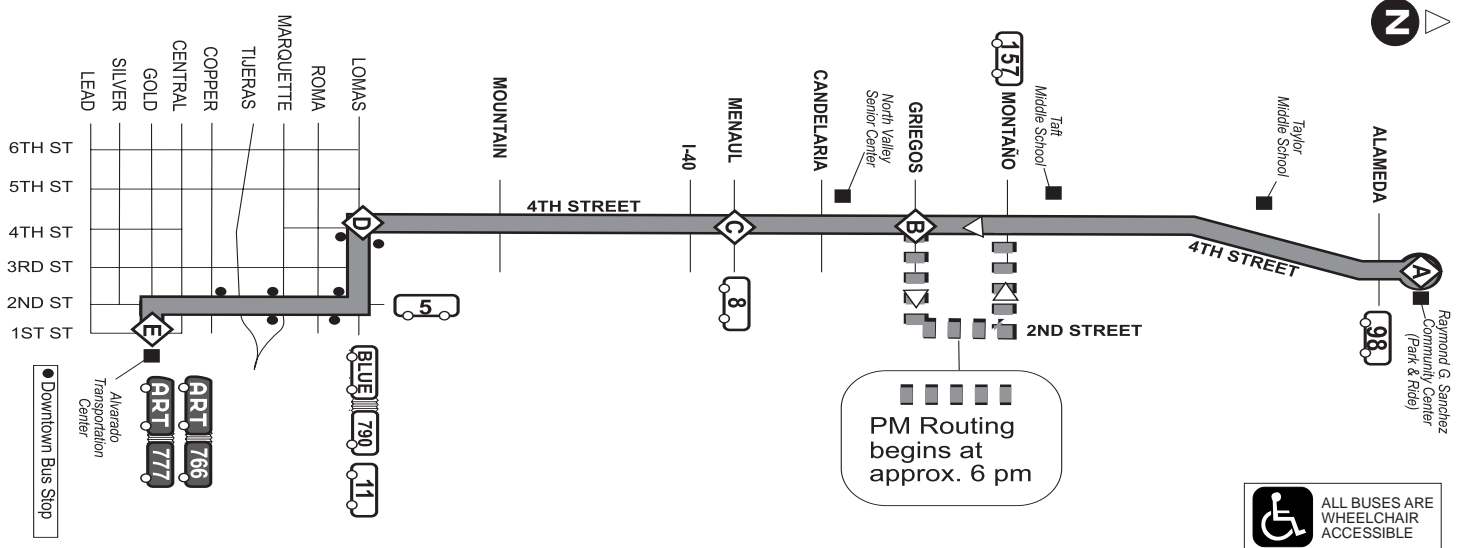 N
LEAD
SILVER
GOLD
CENTRAL
COPPER
TIJERAS
MARQUETTE
ROMA
LOMAS
MOUNTAIN
I-40
MENAUL
CANDELARIA
North Valley
Senior Center
GRIEGOS
157
MONTAÑO
Taft
Middle School
Taylor
Middle School
ALAMEDA
6TH ST
5TH ST
4TH ST
3RD ST
2ND ST
1ST ST
D
4TH STREET
C
B
4TH STREET
A
Raymond G. Sanchez
Community Center
(Park & Ride)
98
E
5
8
2ND STREET
Alvarado
Transportation
Center
ART 777
ART 766
BLUE 790
11
Downtown Bus Stop
PM Routing
begins at
approx. 6 pm
ALL BUSES ARE
WHEELCHAIR
ACCESSIBLE